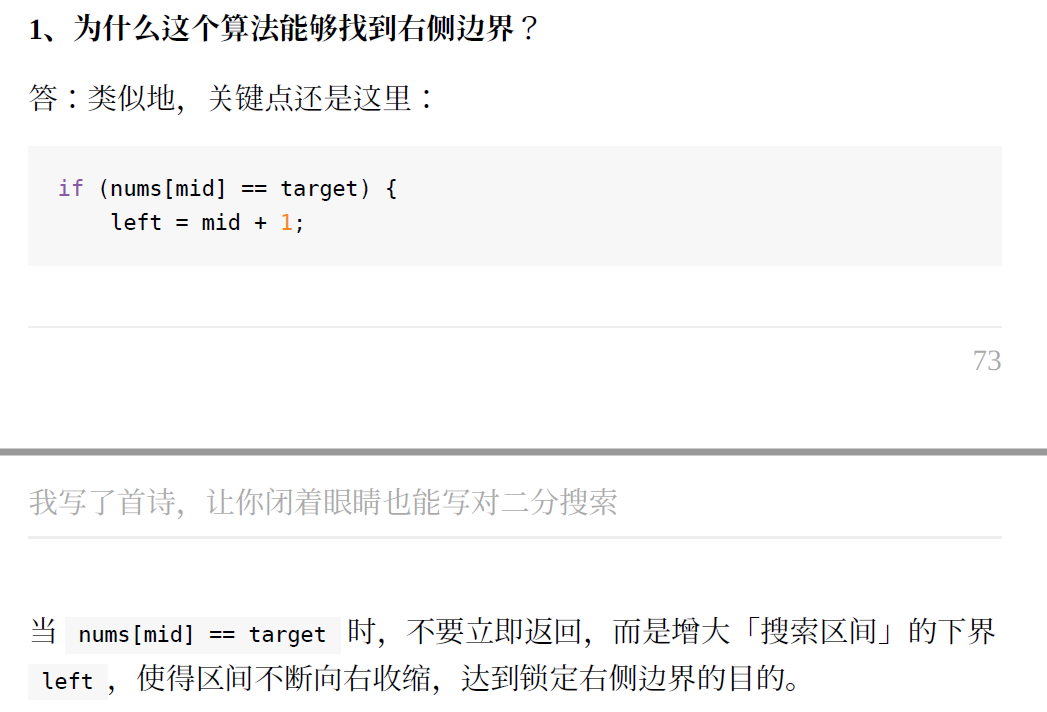 1、为什么这个算法能够找到右侧边界？
答：类似地，关键点还是这里：
if (nums[mid] == target) {
    left = mid + 1;
73
我写了首诗，让你闭着眼睛也能写对二分搜索
当 nums[mid] == target 时，不要立即返回，而是增大「搜索区间」的下界
left ，使得区间不断向右收缩，达到锁定右侧边界的目的。